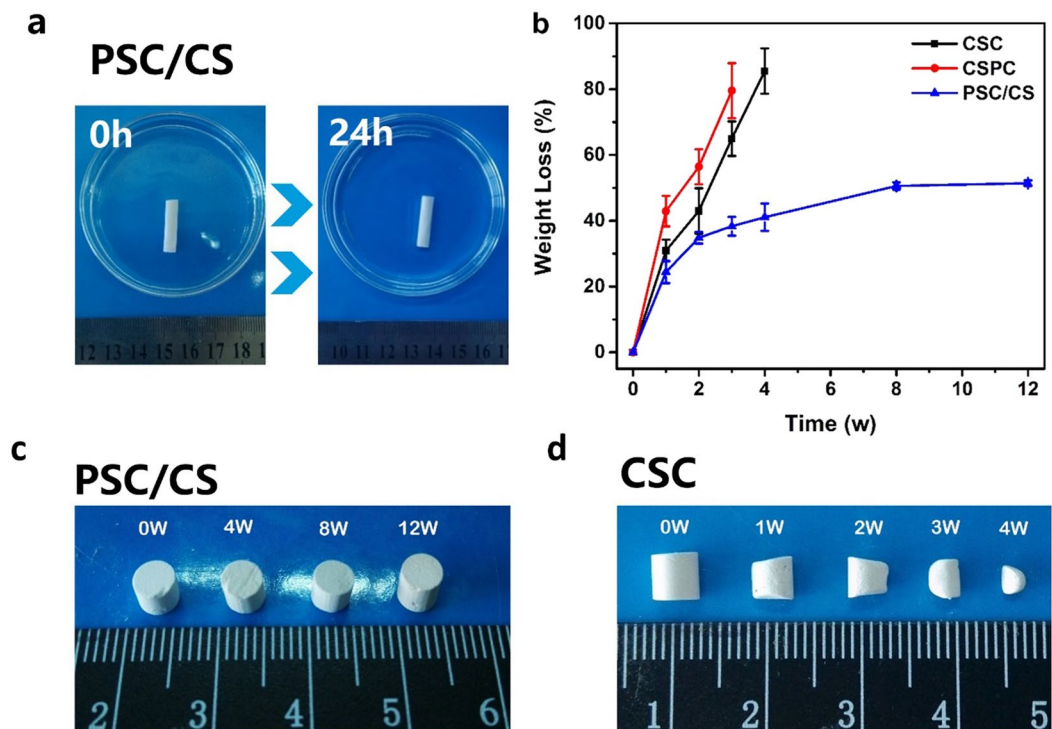 a
PSC/CS
0h
24h
12 13 14 15 16 17 18 1
10 11 12 13 14 15 16 1
b
100
80
60
40
20
0
Weight Loss (%)
CSC
CSPC
PSC/CS
0 2 4 6 8 10 12
Time (w)
c
PSC/CS
0W 4W 8W 12W
2 3 4 5 6
d
CSC
0W 1W 2W 3W 4W
1 2 3 4 5